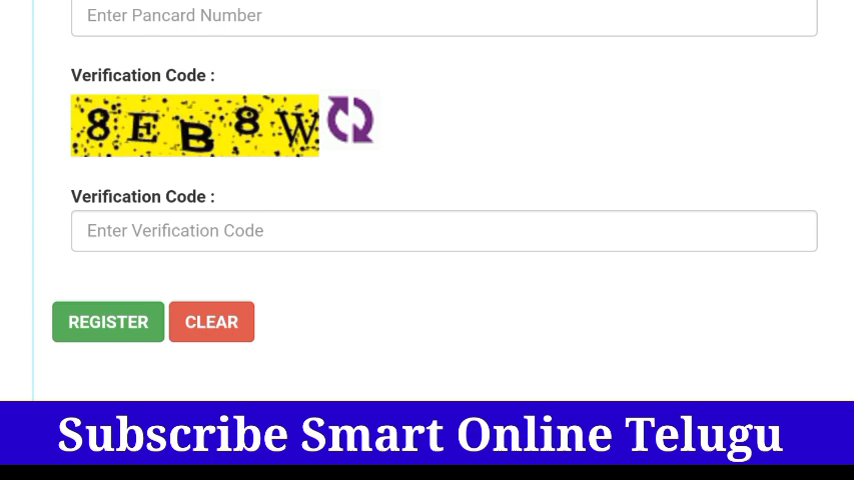 Enter Pancard Number
Verification Code :
8EB8W
Verification Code :
Enter Verification Code
REGISTER CLEAR
Subscribe Smart Online Telugu